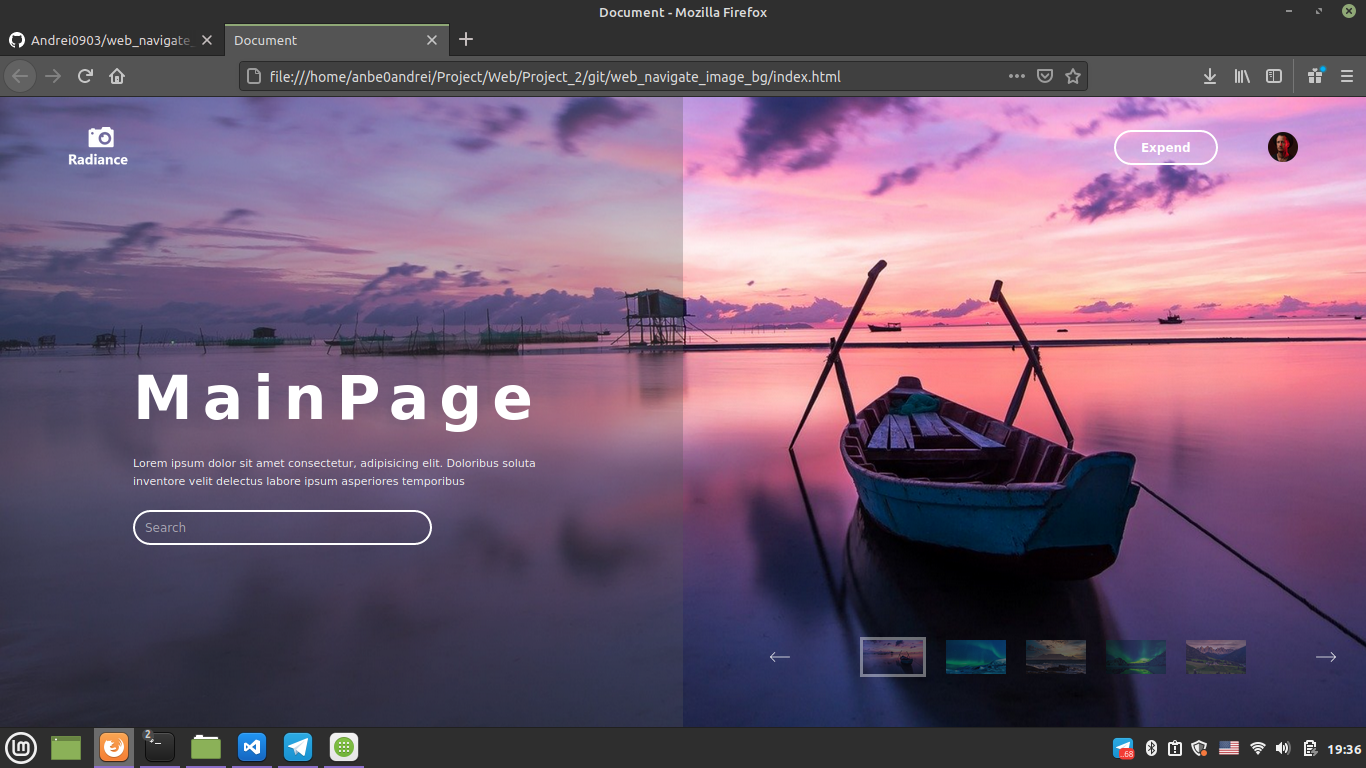 Document - Mozilla Firefox
Andrei0903/web_navigate_
Document
file:///home/anbe0andrei/Project/Web/Project_2/git/web_navigate_image_bg/index.html
Radiance
Expend
MainPage
Lorem ipsum dolor sit amet consectetur, adipisicing elit. Doloribus soluta
inventore velit delectus labore ipsum asperiores temporibus
Search
2
lm
.68
19:36